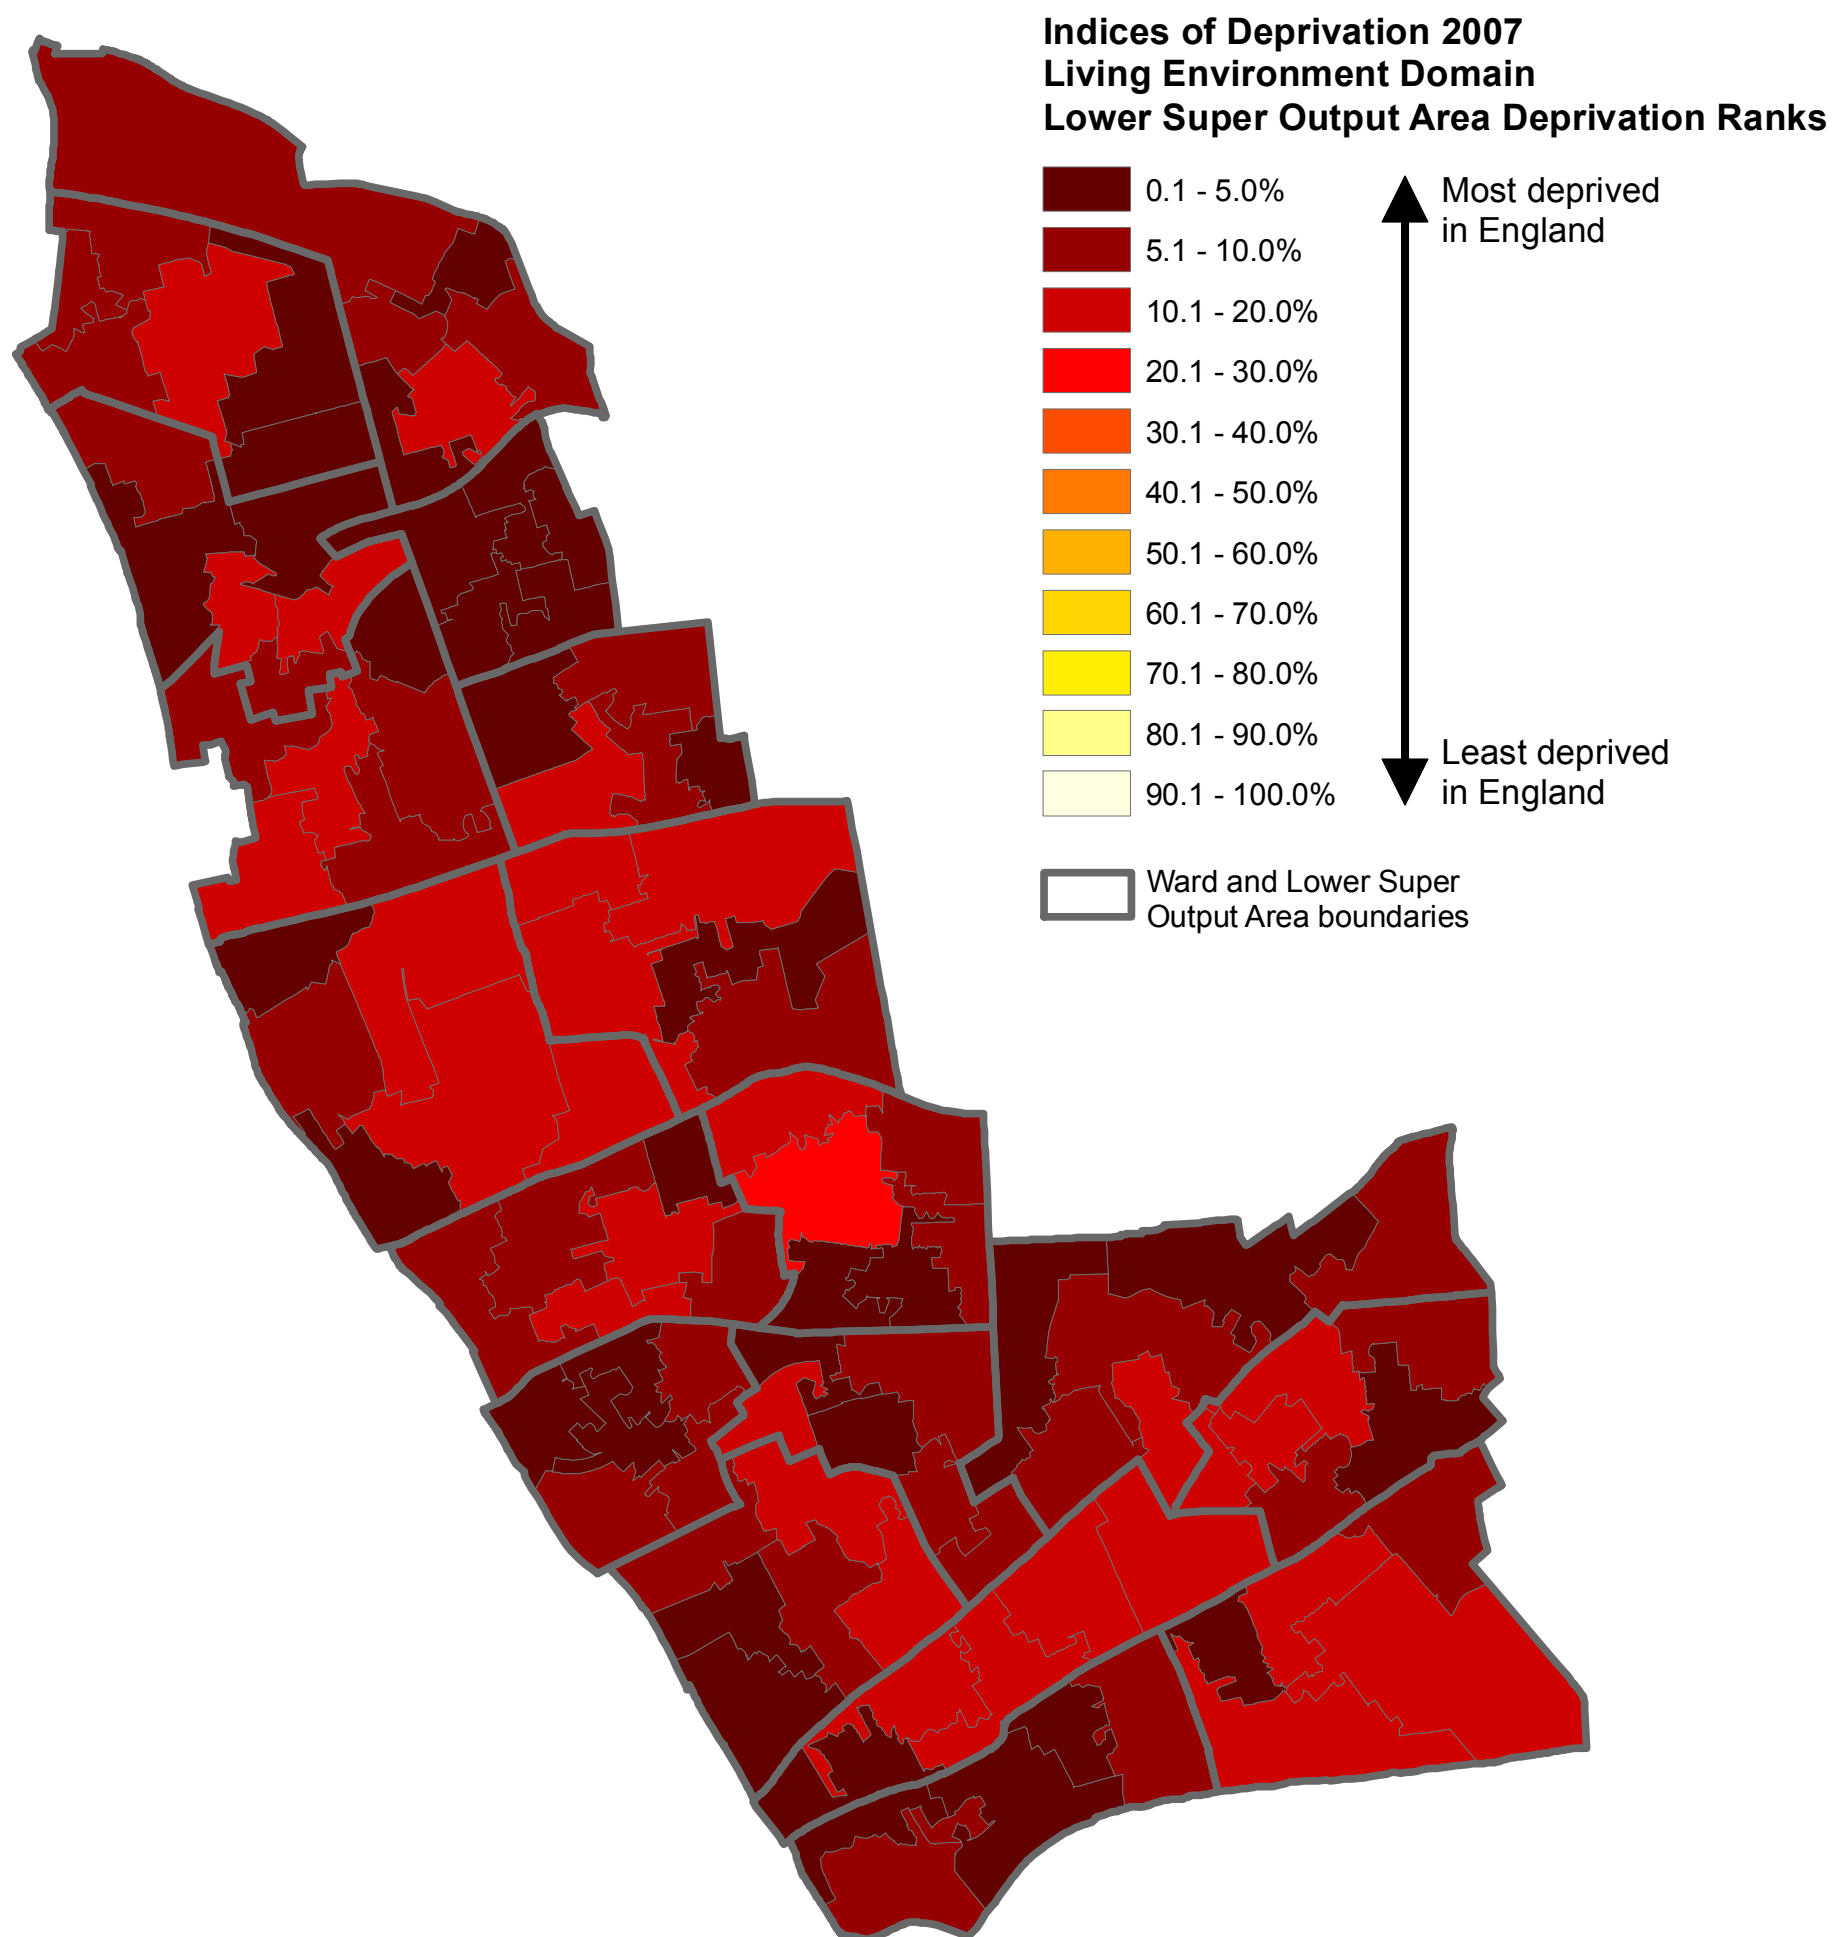 Indices of Deprivation 2007
Living Environment Domain
Lower Super Output Area Deprivation Ranks
0.1 - 5.0%
5.1 - 10.0%
10.1 - 20.0%
20.1 - 30.0%
30.1 - 40.0%
40.1 - 50.0%
50.1 - 60.0%
60.1 - 70.0%
70.1 - 80.0%
80.1 - 90.0%
90.1 - 100.0%
Most deprived
in England
Least deprived
in England
Ward and Lower Super
Output Area boundaries